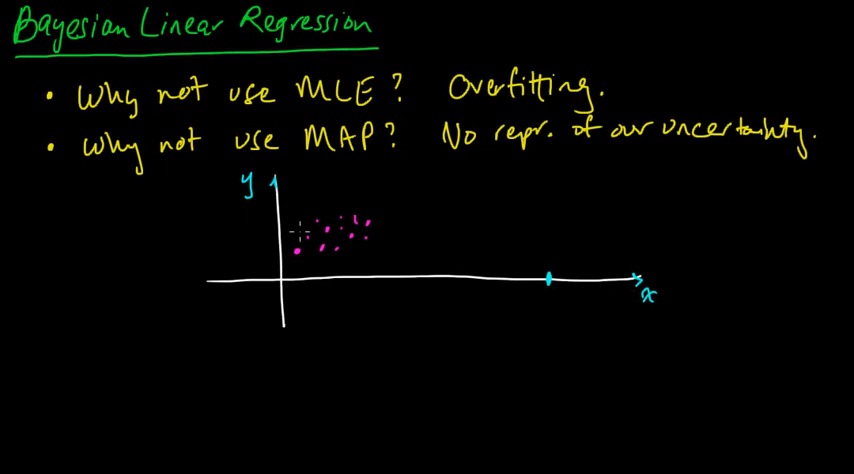 Bayesian Linear Regression
• Why not use MLE? Overfitting.
• Why not use MAP? No repr. of our uncertainty.
y
x